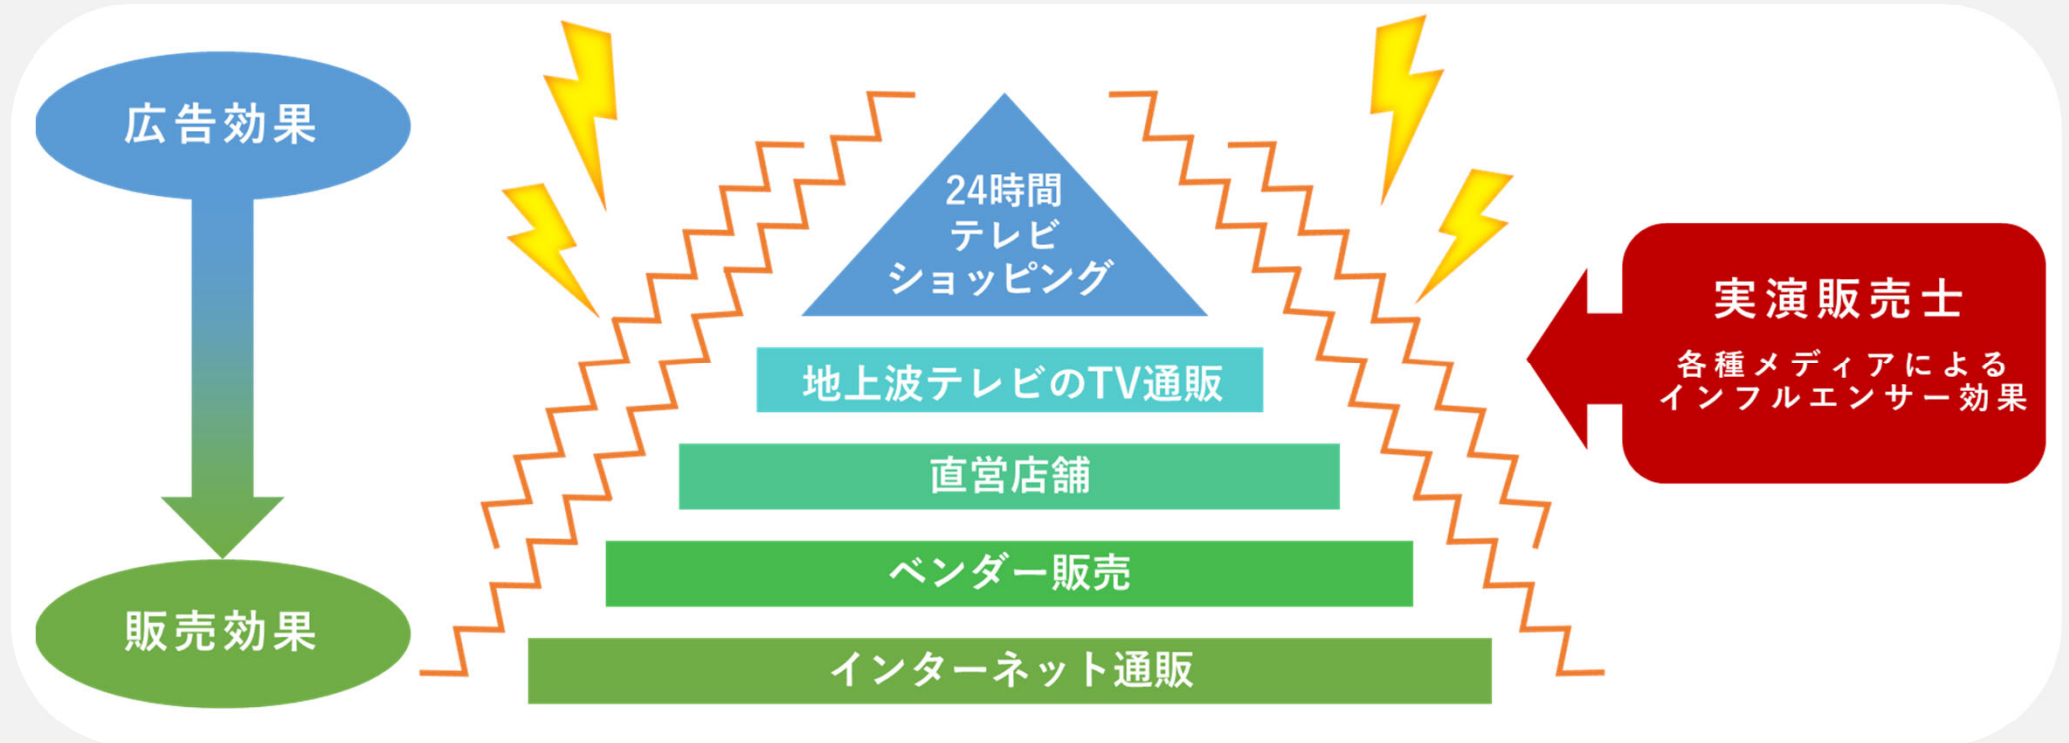 広告効果
24時間
テレビ
ショッピング
地上波テレビのTV通販
直営店舗
ベンダー販売
インターネット通販
販売効果
実演販売士
各種メディアによる
インフルエンサー効果